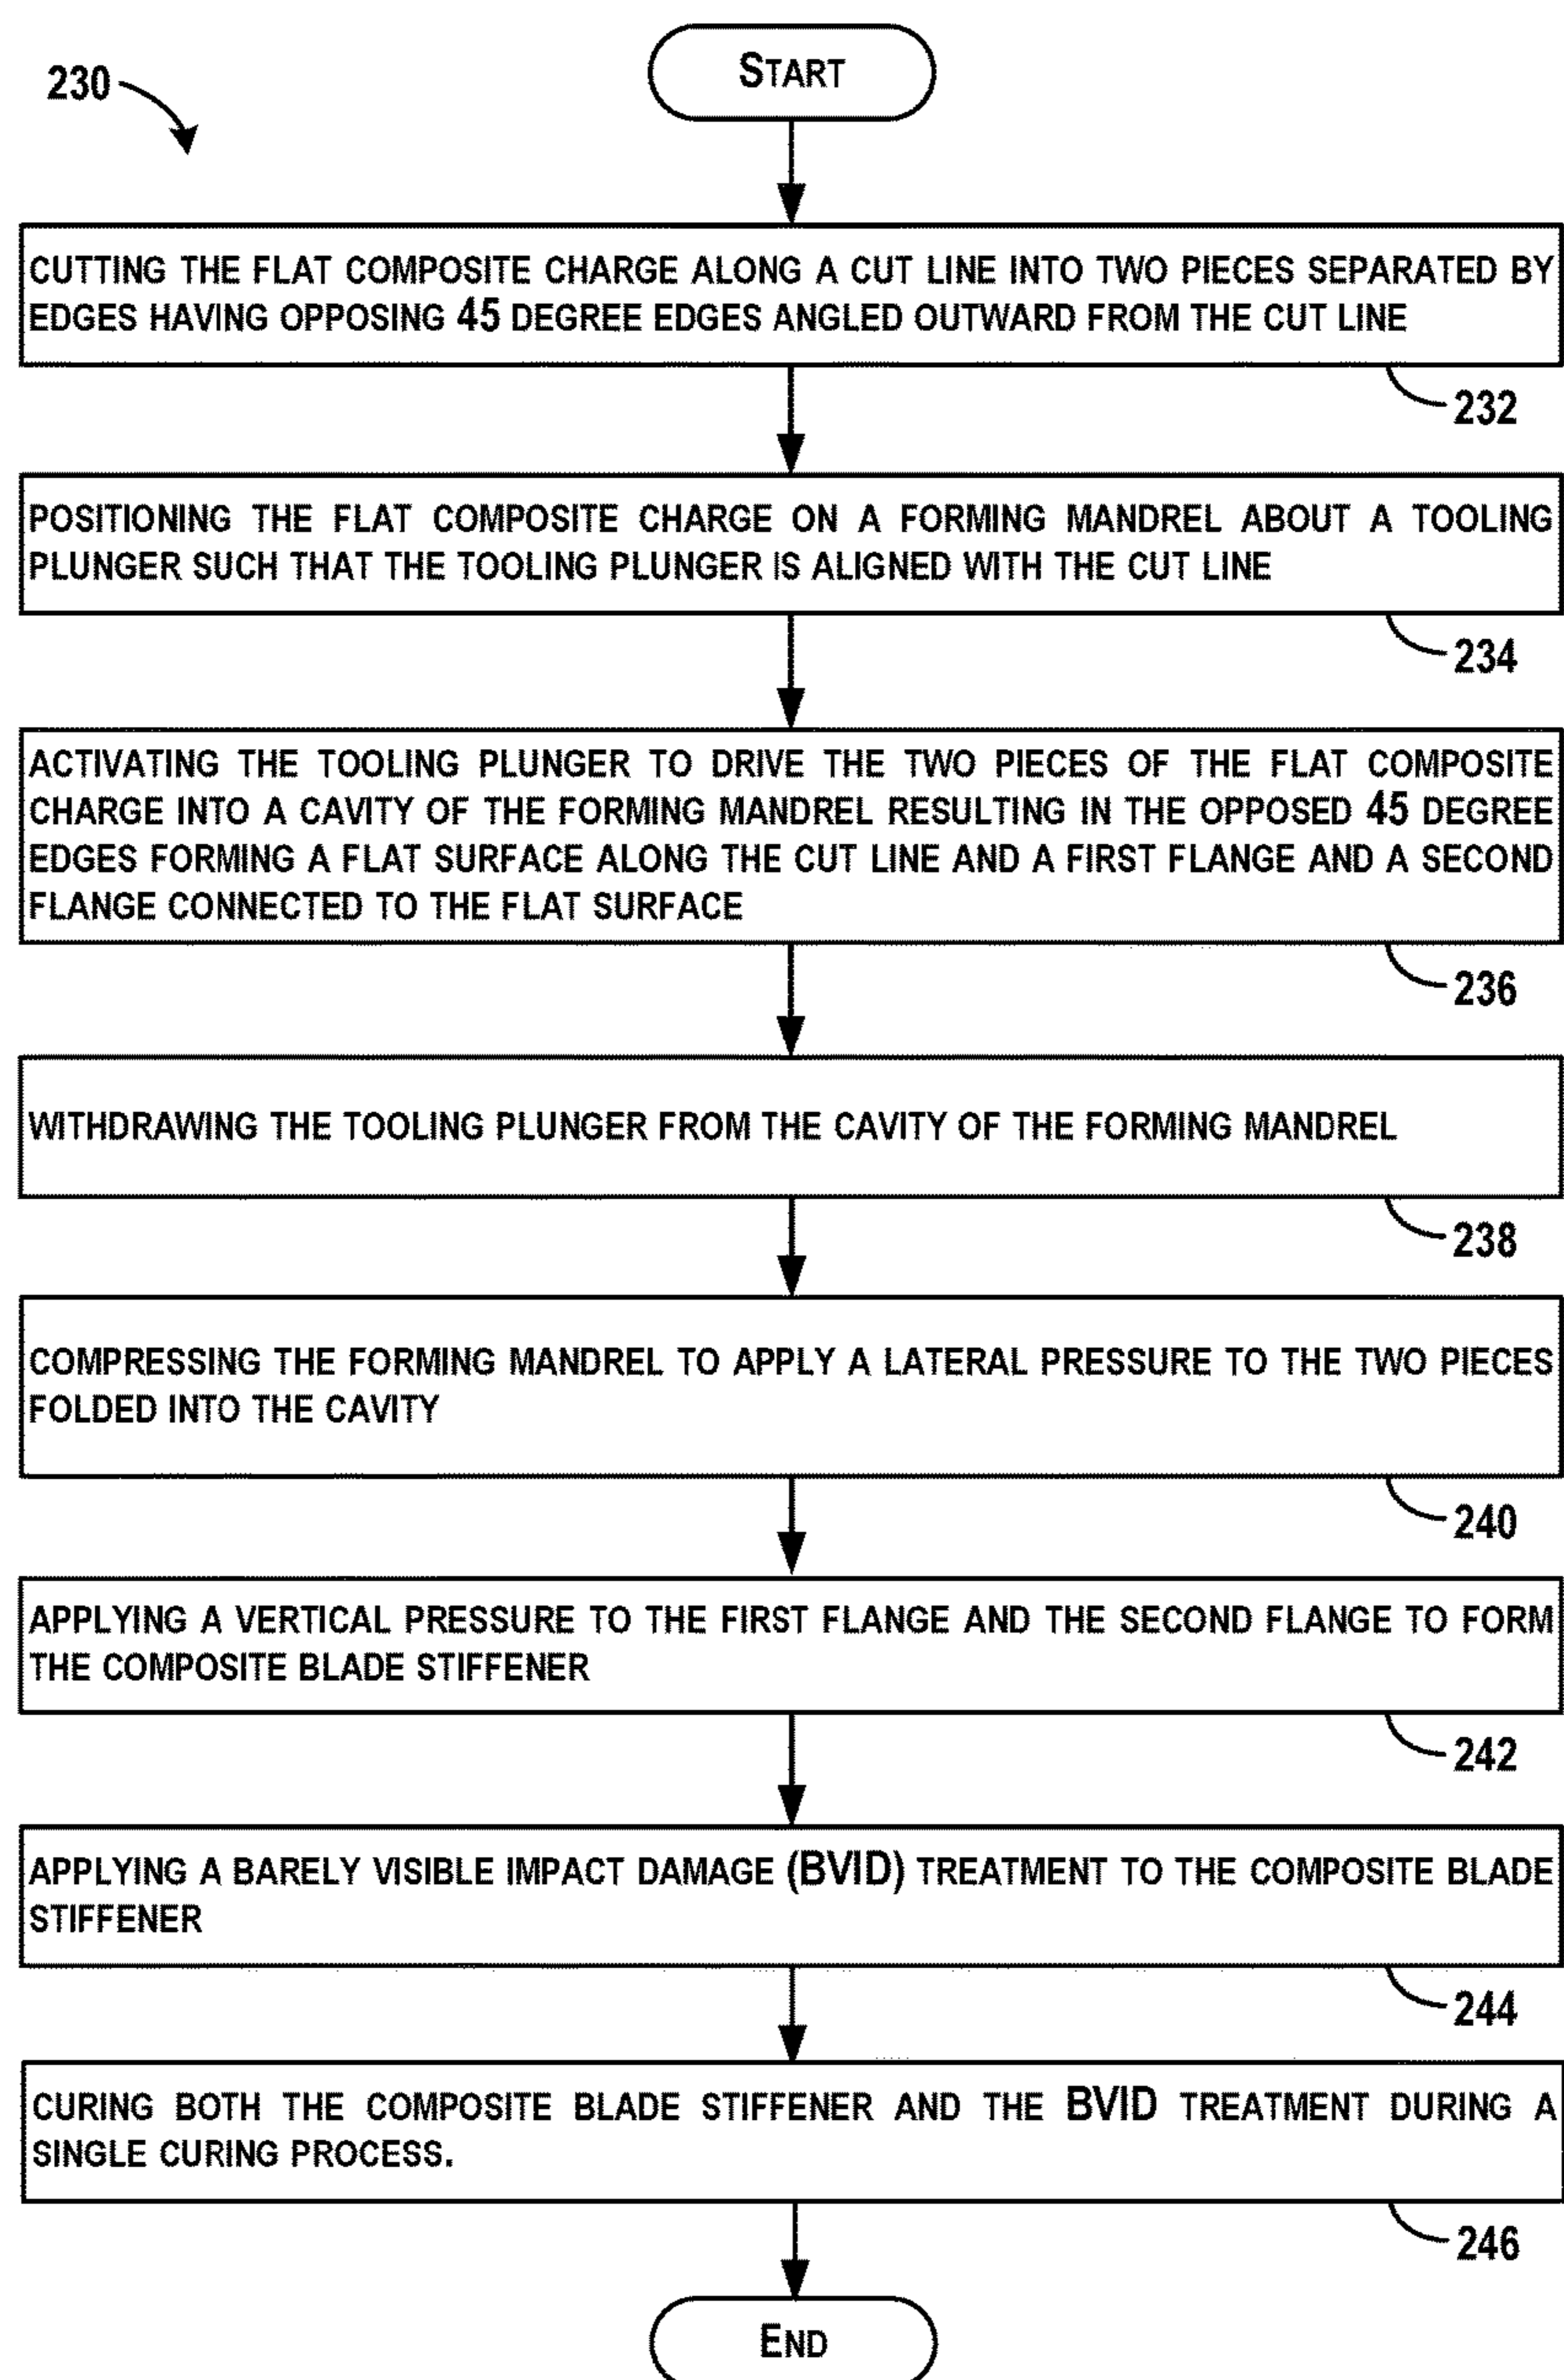 230
START
CUTTING THE FLAT COMPOSITE CHARGE ALONG A CUT LINE INTO TWO PIECES SEPARATED BY
EDGES HAVING OPPOSING 45 DEGREE EDGES ANGLED OUTWARD FROM THE CUT LINE
232
POSITIONING THE FLAT COMPOSITE CHARGE ON A FORMING MANDREL ABOUT A TOOLING
PLUNGER SUCH THAT THE TOOLING PLUNGER IS ALIGNED WITH THE CUT LINE
234
ACTIVATING THE TOOLING PLUNGER TO DRIVE THE TWO PIECES OF THE FLAT COMPOSITE
CHARGE INTO A CAVITY OF THE FORMING MANDREL RESULTING IN THE OPPOSED 45 DEGREE
EDGES FORMING A FLAT SURFACE ALONG THE CUT LINE AND A FIRST FLANGE AND A SECOND
FLANGE CONNECTED TO THE FLAT SURFACE
236
WITHDRAWING THE TOOLING PLUNGER FROM THE CAVITY OF THE FORMING MANDREL
238
COMPRESSING THE FORMING MANDREL TO APPLY A LATERAL PRESSURE TO THE TWO PIECES
FOLDED INTO THE CAVITY
240
APPLYING A VERTICAL PRESSURE TO THE FIRST FLANGE AND THE SECOND FLANGE TO FORM
THE COMPOSITE BLADE STIFFENER
242
APPLYING A BARELY VISIBLE IMPACT DAMAGE (BVID) TREATMENT TO THE COMPOSITE BLADE
STIFFENER
244
CURING BOTH THE COMPOSITE BLADE STIFFENER AND THE BVID TREATMENT DURING A
SINGLE CURING PROCESS.
246
END